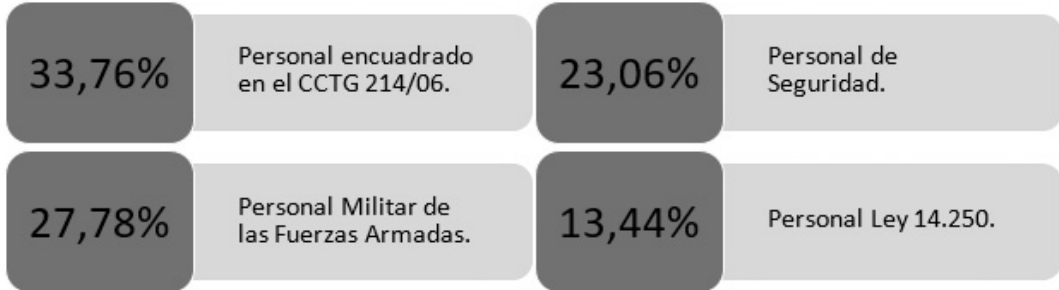 33,76%
Personal encuadrado
en el CCTG 214/06.
23,06%
Personal de
Seguridad.
27,78%
Personal Militar de
las Fuerzas Armadas.
13,44%
Personal Ley 14.250.